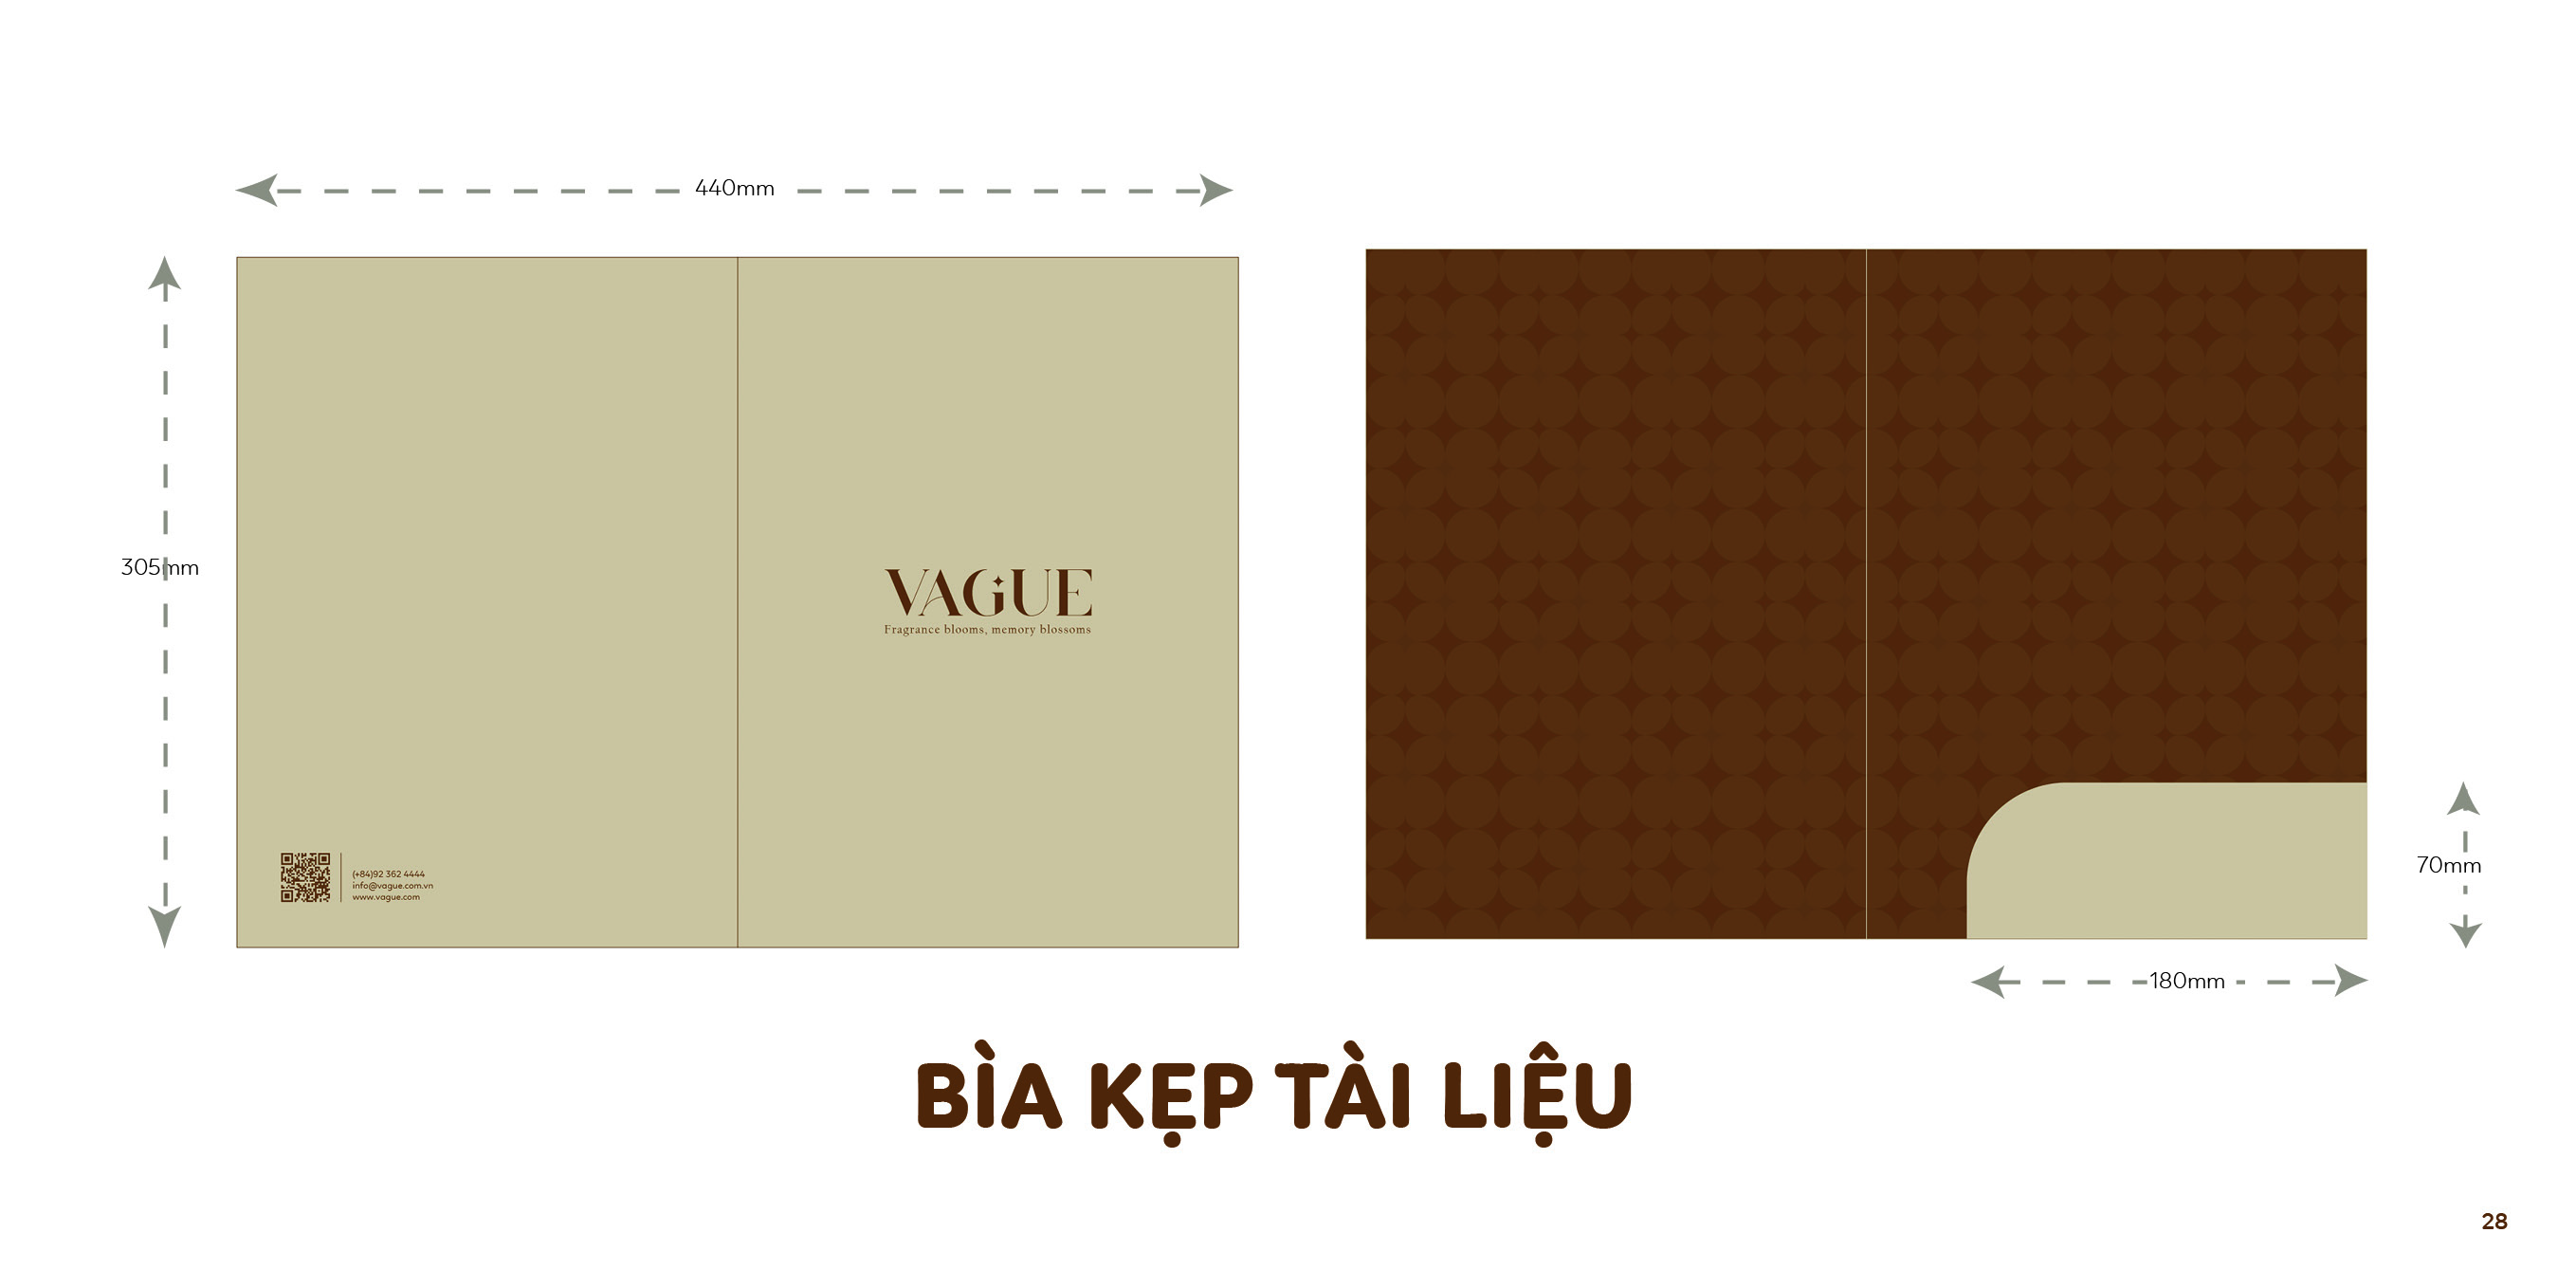 440mm
305mm
VAGUE
Fragrance blooms, memory blossoms
(+84)92 362 4444
info@vague.com.vn
www.vague.com
70mm
180mm
BÌA KẸP TÀI LIỆU
28